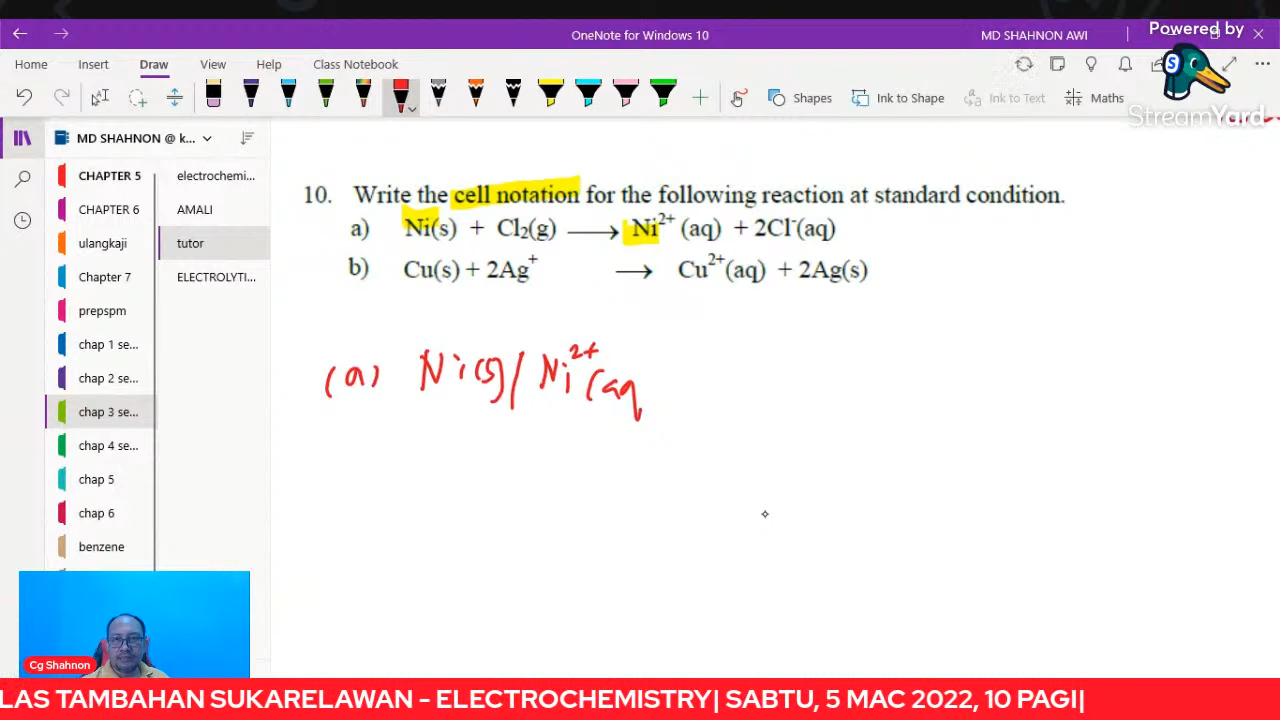 OneNote for Windows 10
MD SHAHNON AWI
Powered by
StreamYard
Home Insert Draw View Help Class Notebook
Shapes Ink to Shape Ink to Text Maths
MD SHAHNON @ k...
CHAPTER 5
CHAPTER 6
ulangkaji
Chapter 7
prepspm
chap 1 se...
chap 2 se...
chap 3 se...
chap 4 se...
chap 5
chap 6
benzene
electrochemi...
AMALI
tutor
ELECTROLYTI...
10. Write the cell notation for the following reaction at standard condition.
a) Ni(s) + Cl₂(g) ⟶ Ni²⁺ (aq) + 2Cl⁻(aq)
b) Cu(s) + 2Ag⁺ ⟶ Cu²⁺(aq) + 2Ag(s)
(a) Ni(s)/Ni²⁺(aq
Cg Shahnon
LAS TAMBAHAN SUKARELAWAN - ELECTROCHEMISTRY| SABTU, 5 MAC 2022, 10 PAGI|